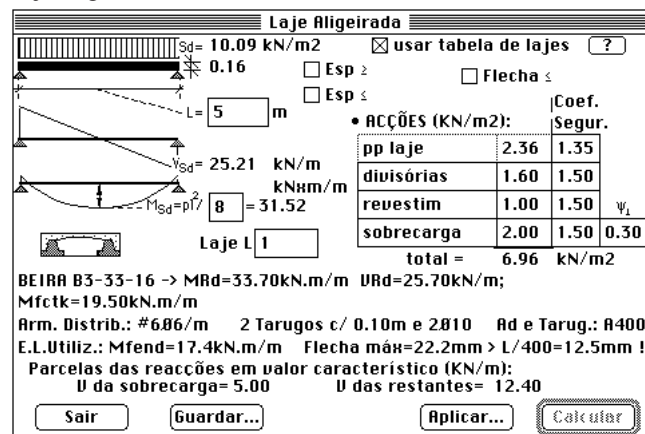 Laje Aligeirada
Sd= 10.09 kN/m2
usar tabela de lajes ?
0.16
Esp ≥
Flecha ≤
Esp ≤
L= 5 m
• ACÇÕES (KN/m2):
Coef. Segur.
pp laje 2.36 1.35
divisórias 1.60 1.50
revestim 1.00 1.50 ψ1
sobrecarga 2.00 1.50 0.30
total = 6.96 kN/m2
VSd= 25.21 kN/m
kN×m/m
MSd=pl²/ 8 = 31.52
Laje L 1
BEIRA B3-33-16 -> MRd=33.70kN.m/m VRd=25.70kN/m;
Mfctk=19.50kN.m/m
Arm. Distrib.: #6Ø6/m 2 Tarugos c/ 0.10m e 2Ø10 Ad e Tarug.: A400
E.L.Utiliz.: Mfend=17.4kN.m/m Flecha máx=22.2mm > L/400=12.5mm !
Parcelas das reacções em valor característico (KN/m):
V da sobrecarga= 5.00 V das restantes= 12.40
Sair Guardar... Aplicar... Calcular